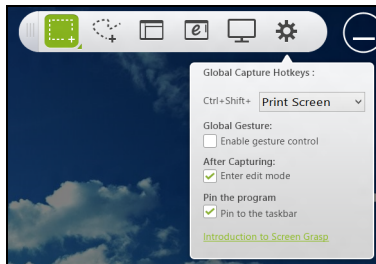 Global Capture Hotkeys :
Ctrl+Shift+ Print Screen
Global Gesture:
Enable gesture control
After Capturing:
Enter edit mode
Pin the program
Pin to the taskbar
Introduction to Screen Grasp